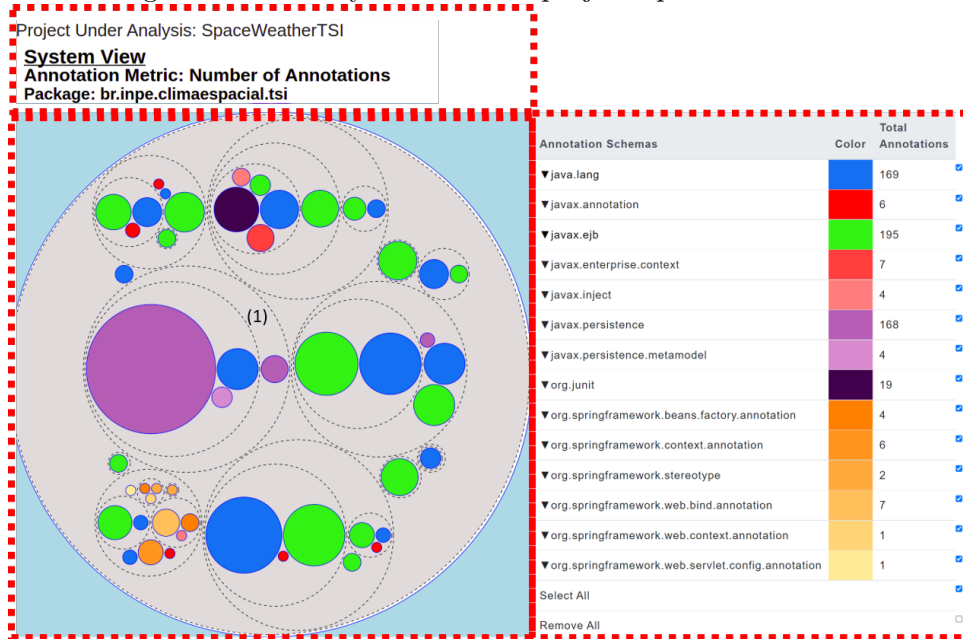 Project Under Analysis: SpaceWeatherTSI
System View
Annotation Metric: Number of Annotations
Package: br.inpe.climaespacial.tsi
(1)
Annotation Schemas Color Total Annotations
▼java.lang 169
▼javax.annotation 6
▼javax.ejb 195
▼javax.enterprise.context 7
▼javax.inject 4
▼javax.persistence 168
▼javax.persistence.metamodel 4
▼org.junit 19
▼org.springframework.beans.factory.annotation 4
▼org.springframework.context.annotation 6
▼org.springframework.stereotype 2
▼org.springframework.web.bind.annotation 7
▼org.springframework.web.context.annotation 1
▼org.springframework.web.servlet.config.annotation 1
Select All
Remove All